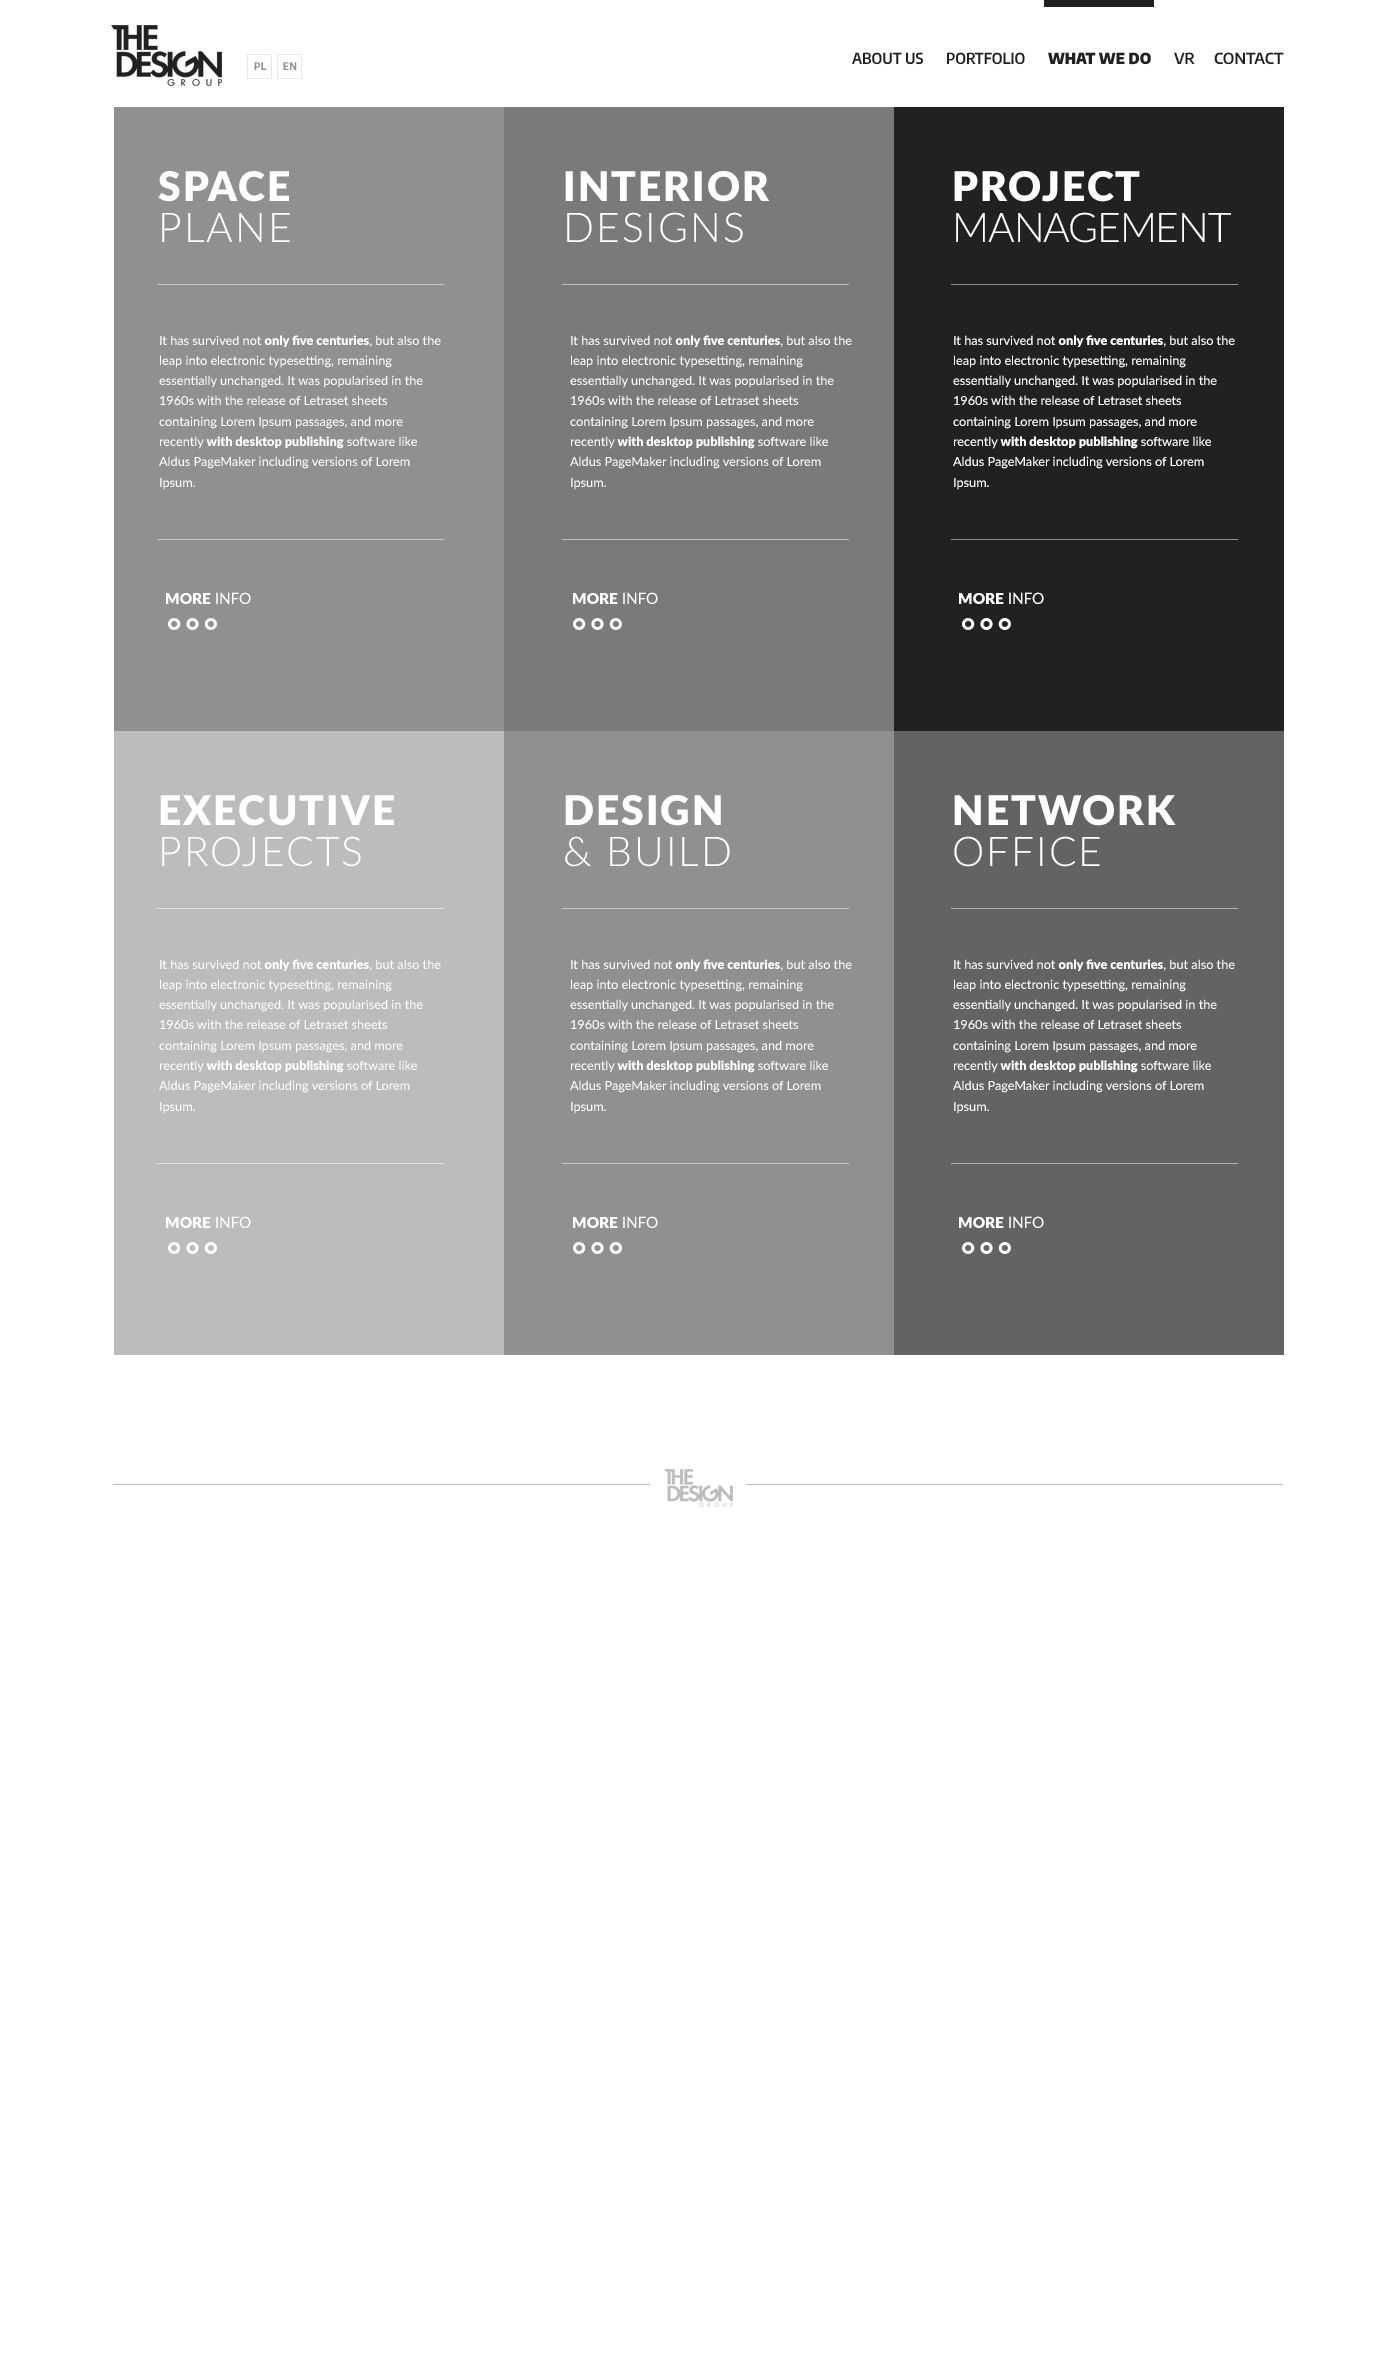 THE
DESIGN
GROUP
PL EN
ABOUT US PORTFOLIO WHAT WE DO VR CONTACT
SPACE
PLANE
It has survived not only five centuries, but also the
leap into electronic typesetting, remaining
essentially unchanged. It was popularised in the
1960s with the release of Letraset sheets
containing Lorem Ipsum passages, and more
recently with desktop publishing software like
Aldus PageMaker including versions of Lorem
Ipsum.
MORE INFO
INTERIOR
DESIGNS
It has survived not only five centuries, but also the
leap into electronic typesetting, remaining
essentially unchanged. It was popularised in the
1960s with the release of Letraset sheets
containing Lorem Ipsum passages, and more
recently with desktop publishing software like
Aldus PageMaker including versions of Lorem
Ipsum.
MORE INFO
PROJECT
MANAGEMENT
It has survived not only five centuries, but also the
leap into electronic typesetting, remaining
essentially unchanged. It was popularised in the
1960s with the release of Letraset sheets
containing Lorem Ipsum passages, and more
recently with desktop publishing software like
Aldus PageMaker including versions of Lorem
Ipsum.
MORE INFO
EXECUTIVE
PROJECTS
It has survived not only five centuries, but also the
leap into electronic typesetting, remaining
essentially unchanged. It was popularised in the
1960s with the release of Letraset sheets
containing Lorem Ipsum passages, and more
recently with desktop publishing software like
Aldus PageMaker including versions of Lorem
Ipsum.
MORE INFO
DESIGN
& BUILD
It has survived not only five centuries, but also the
leap into electronic typesetting, remaining
essentially unchanged. It was popularised in the
1960s with the release of Letraset sheets
containing Lorem Ipsum passages, and more
recently with desktop publishing software like
Aldus PageMaker including versions of Lorem
Ipsum.
MORE INFO
NETWORK
OFFICE
It has survived not only five centuries, but also the
leap into electronic typesetting, remaining
essentially unchanged. It was popularised in the
1960s with the release of Letraset sheets
containing Lorem Ipsum passages, and more
recently with desktop publishing software like
Aldus PageMaker including versions of Lorem
Ipsum.
MORE INFO
THE
DESIGN
GROUP